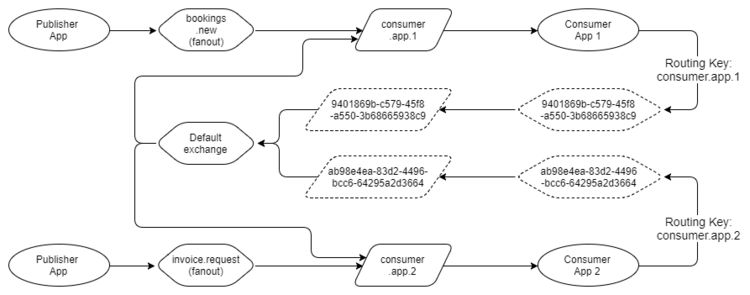 Publisher
App
bookings
.new
(fanout)
consumer
.app.1
Consumer
App 1
Routing Key:
consumer.app.1
9401869b-c579-45f8
-a550-3b68665938c9
9401869b-c579-45f8
-a550-3b68665938c9
Default
exchange
ab98e4ea-83d2-4496-
bcc6-64295a2d3664
ab98e4ea-83d2-4496
-bcc6-64295a2d3664
Routing Key:
consumer.app.2
Publisher
App
invoice.request
(fanout)
consumer
.app.2
Consumer
App 2